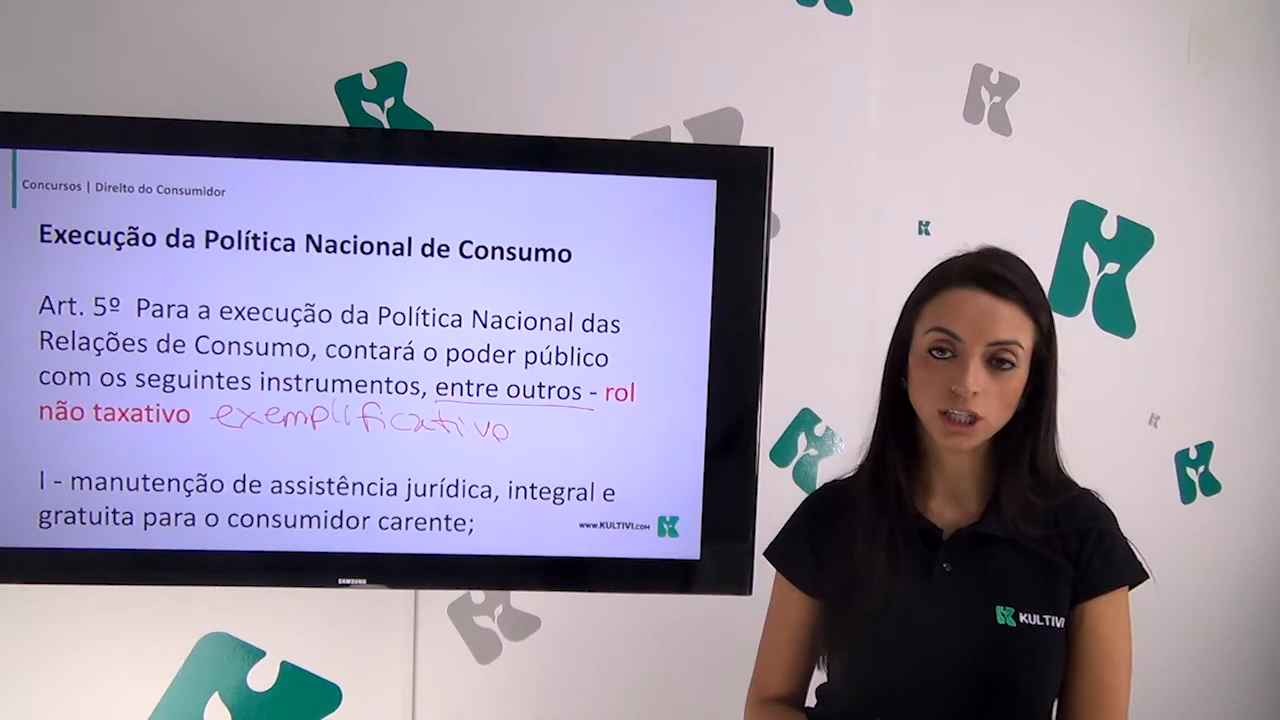 Concursos | Direito do Consumidor
Execução da Política Nacional de Consumo
Art. 5º Para a execução da Política Nacional das
Relações de Consumo, contará o poder público
com os seguintes instrumentos, entre outros - rol
não taxativo exemplificativo
I - manutenção de assistência jurídica, integral e
gratuita para o consumidor carente;
www.KULTIVI.COM
SAMSUNG
KULTIVI